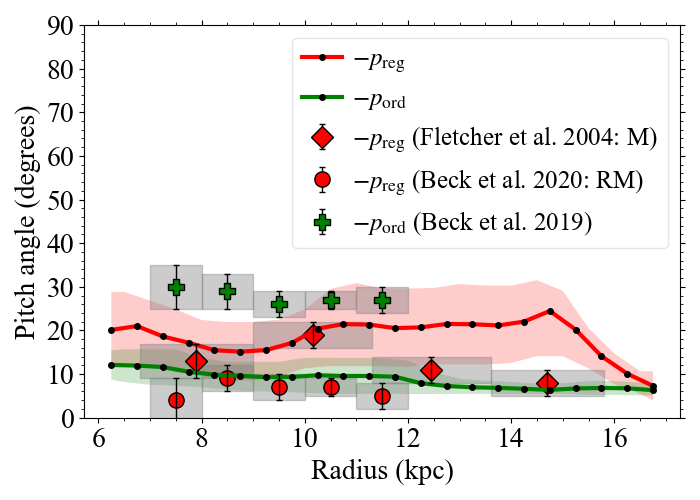 90
80
70
60
50
40
30
20
10
0
Pitch angle (degrees)
−p_reg
−p_ord
−p_reg (Fletcher et al. 2004: M)
−p_reg (Beck et al. 2020: RM)
−p_ord (Beck et al. 2019)
6 8 10 12 14 16
Radius (kpc)